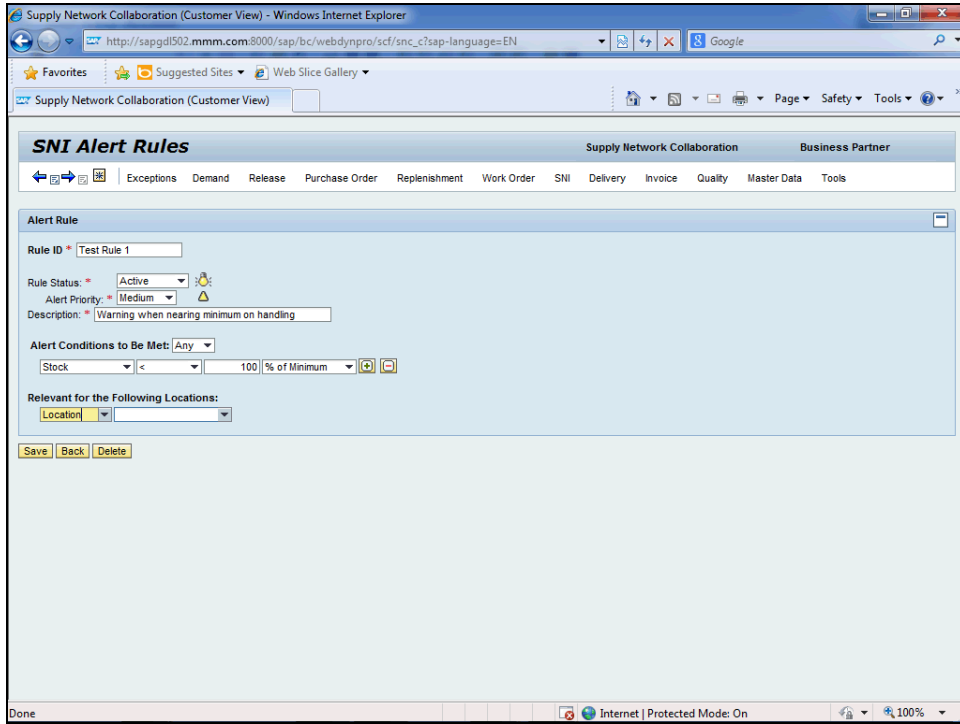 Supply Network Collaboration (Customer View) - Windows Internet Explorer
http://sapgdl502.mmm.com:8000/sap/bc/webdynpro/scf/snc_c?sap-language=EN
Google
Favorites Suggested Sites Web Slice Gallery
Supply Network Collaboration (Customer View) Page Safety Tools
SNI Alert Rules Supply Network Collaboration Business Partner
Exceptions Demand Release Purchase Order Replenishment Work Order SNI Delivery Invoice Quality Master Data Tools
Alert Rule
Rule ID * Test Rule 1
Rule Status: * Active
Alert Priority: * Medium
Description: * Warning when nearing minimum on handling
Alert Conditions to Be Met: Any
Stock < 100 % of Minimum
Relevant for the Following Locations:
Location
Save Back Delete
Done Internet | Protected Mode: On 100%